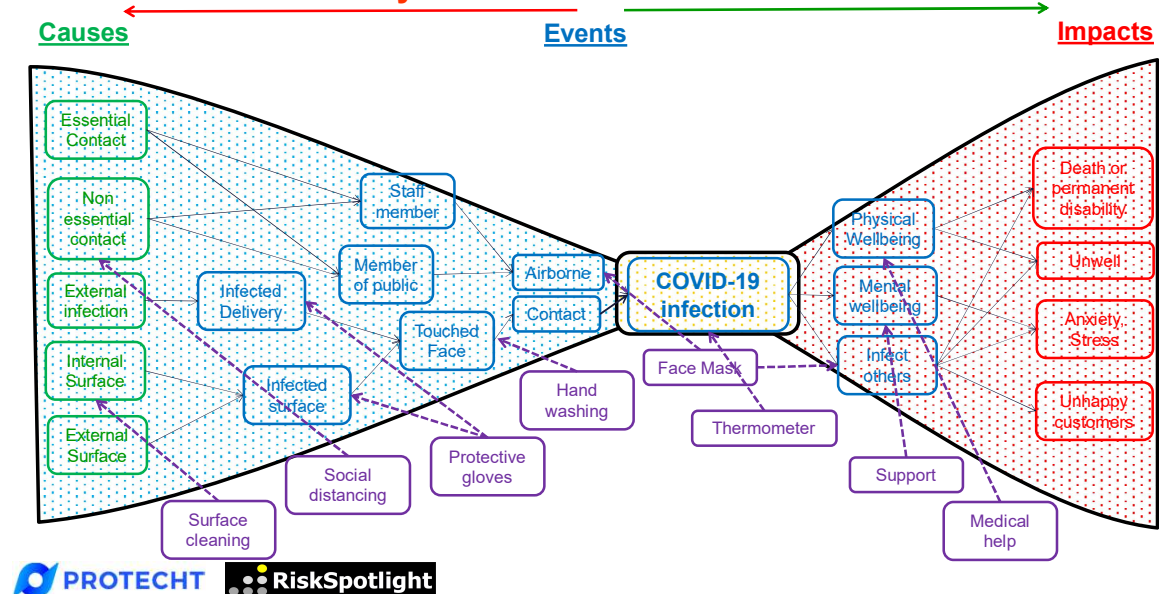 Causes
Events
Impacts
Essential
Contact
Non
essential
contact
External
infection
Internal
Surface
External
Surface
Staff
member
Member
of public
Infected
Delivery
Touched
Face
Infected
surface
Airborne
Contact
COVID-19
infection
Physical
Wellbeing
Mental
wellbeing
Infect
others
Death or
permanent
disability
Unwell
Anxiety,
Stress
Unhappy
customers
Face Mask
Hand
washing
Thermometer
Protective
gloves
Social
distancing
Support
Surface
cleaning
Medical
help
PROTECHT
RiskSpotlight